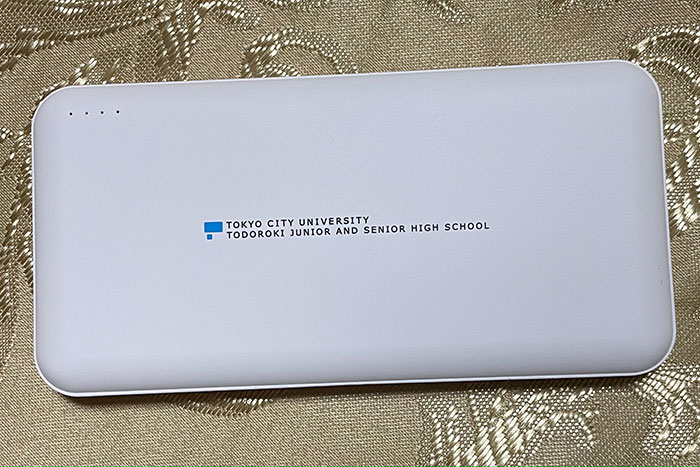 TOKYO CITY UNIVERSITY
TODOROKI JUNIOR AND SENIOR HIGH SCHOOL